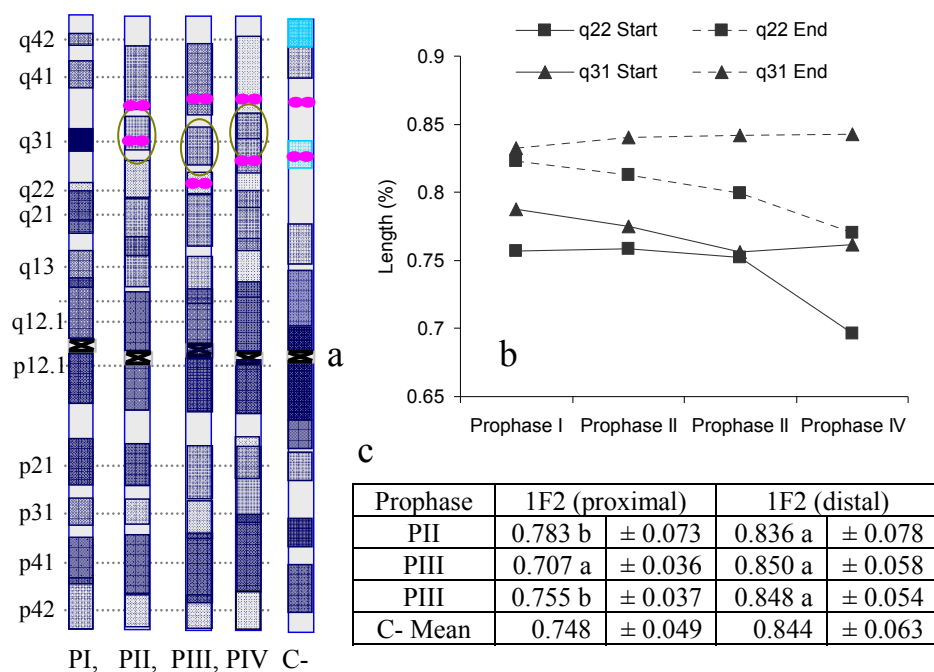 q42
q41
q31
q22
q21
q13
q12.1
p12.1
p21
p31
p41
p42
PI, PII, PIII, PIV C-
a
q22 Start q22 End
q31 Start q31 End
0.9
0.85
0.8
0.75
0.7
0.65
Length (%)
b
Prophase I Prophase II Prophase II Prophase IV
c
Prophase 1F2 (proximal) 1F2 (distal)
PII 0.783 b ± 0.073 0.836 a ± 0.078
PIII 0.707 a ± 0.036 0.850 a ± 0.058
PIII 0.755 b ± 0.037 0.848 a ± 0.054
C- Mean 0.748 ± 0.049 0.844 ± 0.063